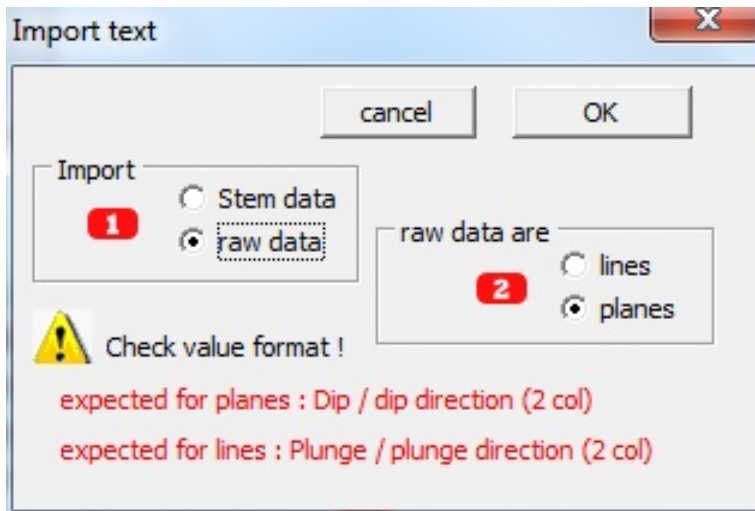 Import text
X
cancel
OK
Import
Stem data
1
raw data
raw data are
lines
2
planes
Check value format !
expected for planes : Dip / dip direction (2 col)
expected for lines : Plunge / plunge direction (2 col)